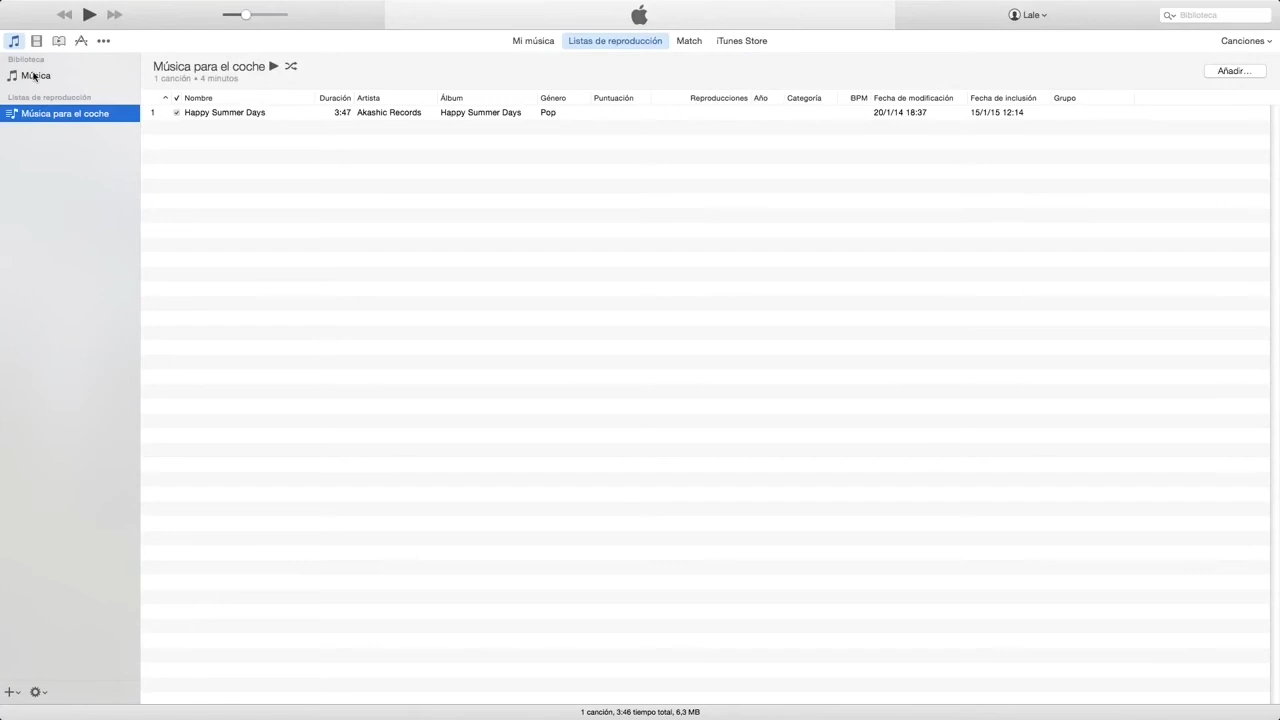 Lale
Biblioteca
Mi música Listas de reproducción Match iTunes Store Canciones
Biblioteca
Música
Listas de reproducción
Música para el coche
Música para el coche
1 canción • 4 minutos
Añadir...
Nombre Duración Artista Álbum Género Puntuación Reproducciones Año Categoría BPM Fecha de modificación Fecha de inclusión Grupo
1 Happy Summer Days 3:47 Akashic Records Happy Summer Days Pop 20/1/14 18:37 15/1/15 12:14
1 canción, 3:46 tiempo total, 6,3 MB